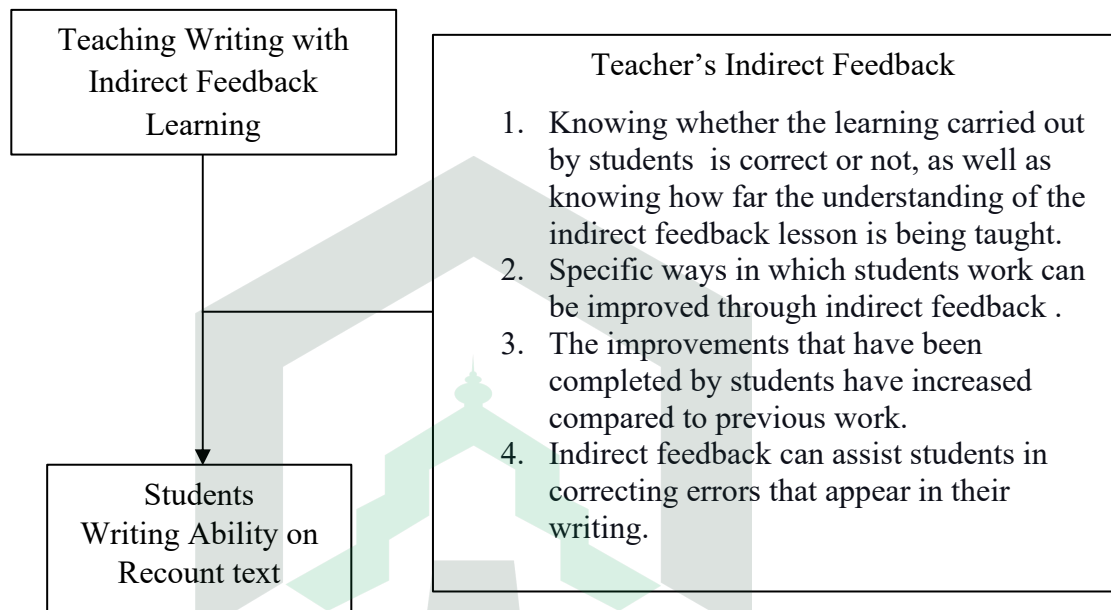 Teaching Writing with
Indirect Feedback
Learning
Teacher’s Indirect Feedback
1. Knowing whether the learning carried out
by students  is correct or not, as well as
knowing how far the understanding of the
indirect feedback lesson is being taught.
2. Specific ways in which students work can
be improved through indirect feedback .
3. The improvements that have been
completed by students have increased
compared to previous work.
4. Indirect feedback can assist students in
correcting errors that appear in their
writing.
Students
Writing Ability on
Recount text